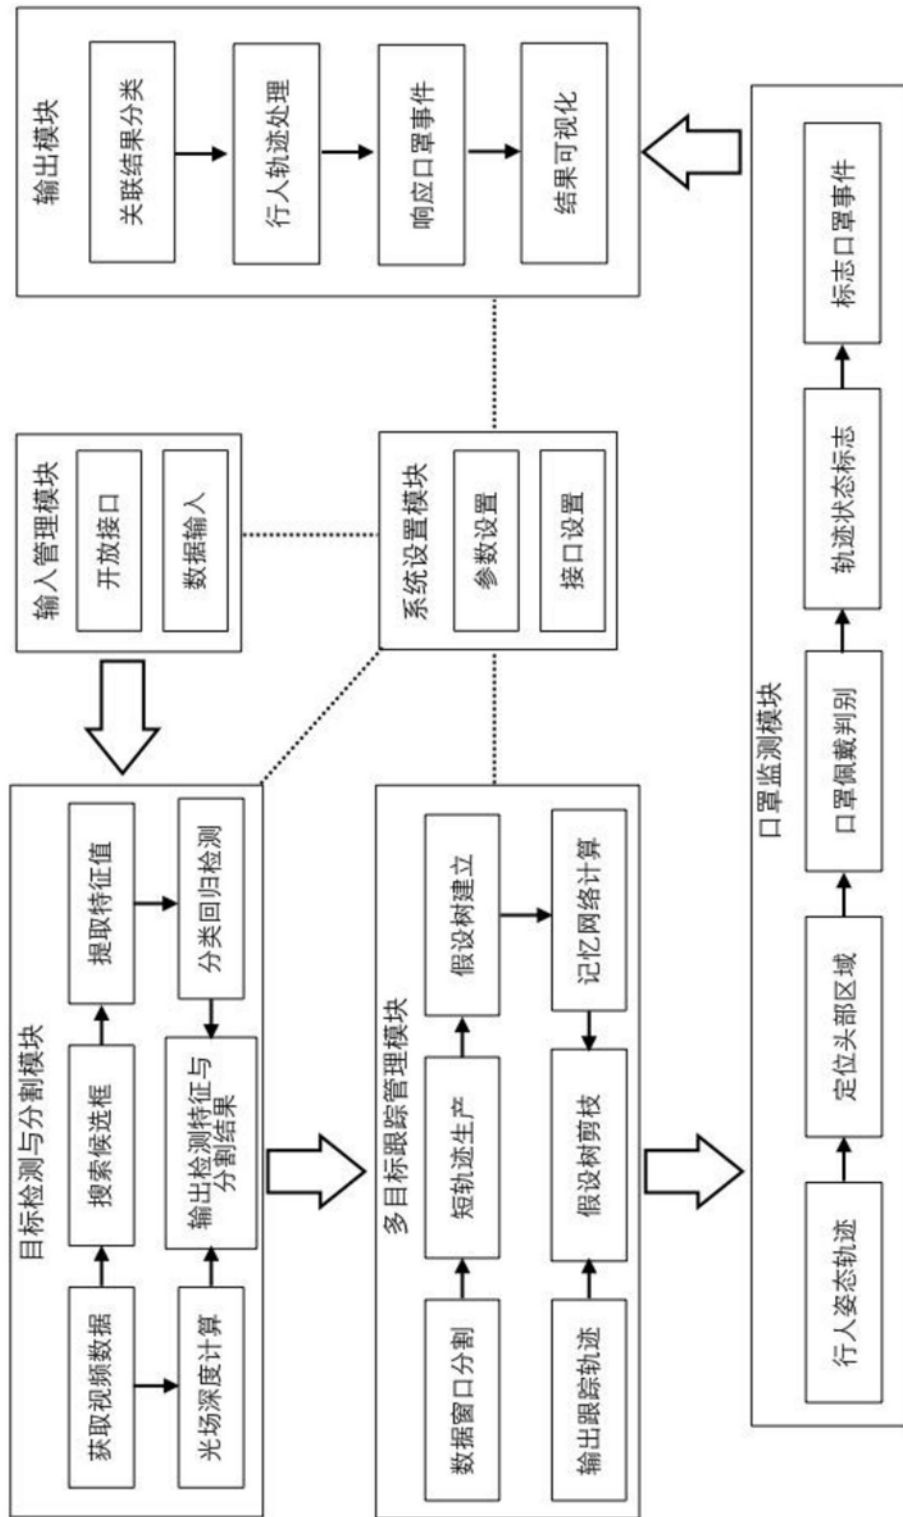 目标检测与分割模块
获取视频数据
搜索候选框
提取特征值
光场深度计算
输出检测特征与
分割结果
分类回归检测
输入管理模块
开放接口
数据输入
输出模块
关联结果分类
行人轨迹处理
响应口罩事件
结果可视化
多目标跟踪管理模块
数据窗口分割
短轨迹生产
假设树建立
输出跟踪轨迹
假设树剪枝
记忆网络计算
系统设置模块
参数设置
接口设置
口罩监测模块
行人姿态轨迹
定位头部区域
口罩佩戴判别
轨迹状态标志
标志口罩事件